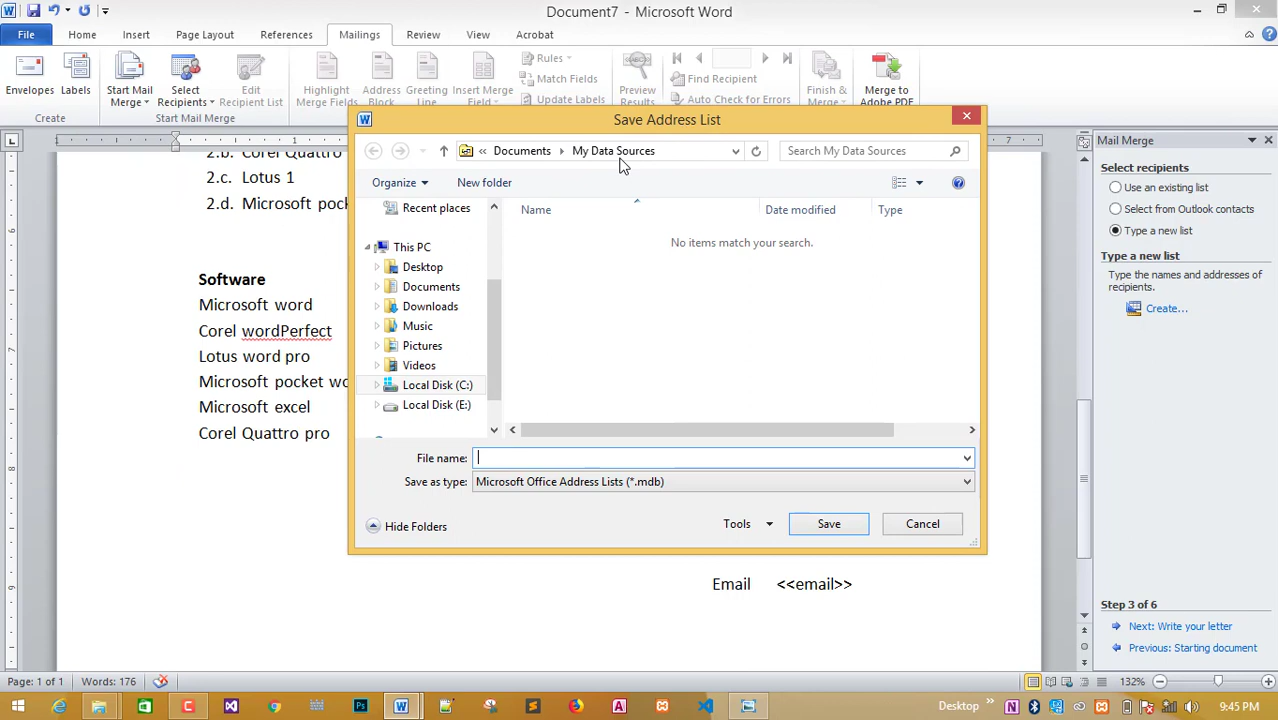 Document7 - Microsoft Word
File Home Insert Page Layout References Mailings Review View Acrobat
Envelopes
Labels
Create
Start Mail Merge
Select Recipients
Edit Recipient List
Start Mail Merge
Highlight Merge Fields
Address Block
Greeting Line
Insert Merge Field
Rules
Match Fields
Update Labels
Preview Results
Find Recipient
Auto Check for Errors
Finish & Merge
Merge to Adobe PDF
2.b. Corel Quattro
2.c. Lotus 1
2.d. Microsoft pock
Software
Microsoft word
Corel wordPerfect
Lotus word pro
Microsoft pocket wo
Microsoft excel
Corel Quattro pro
Email <<email>>
Save Address List
« Documents My Data Sources
Search My Data Sources
Organize New folder
Recent places
This PC
Desktop
Documents
Downloads
Music
Pictures
Videos
Local Disk (C:)
Local Disk (E:)
Name Date modified Type
No items match your search.
File name:
Save as type: Microsoft Office Address Lists (*.mdb)
Hide Folders
Tools Save Cancel
Mail Merge
Select recipients
Use an existing list
Select from Outlook contacts
Type a new list
Type a new list
Type the names and addresses of
recipients.
Create...
Step 3 of 6
Next: Write your letter
Previous: Starting document
Page: 1 of 1 Words: 176
132%
Desktop
9:45 PM